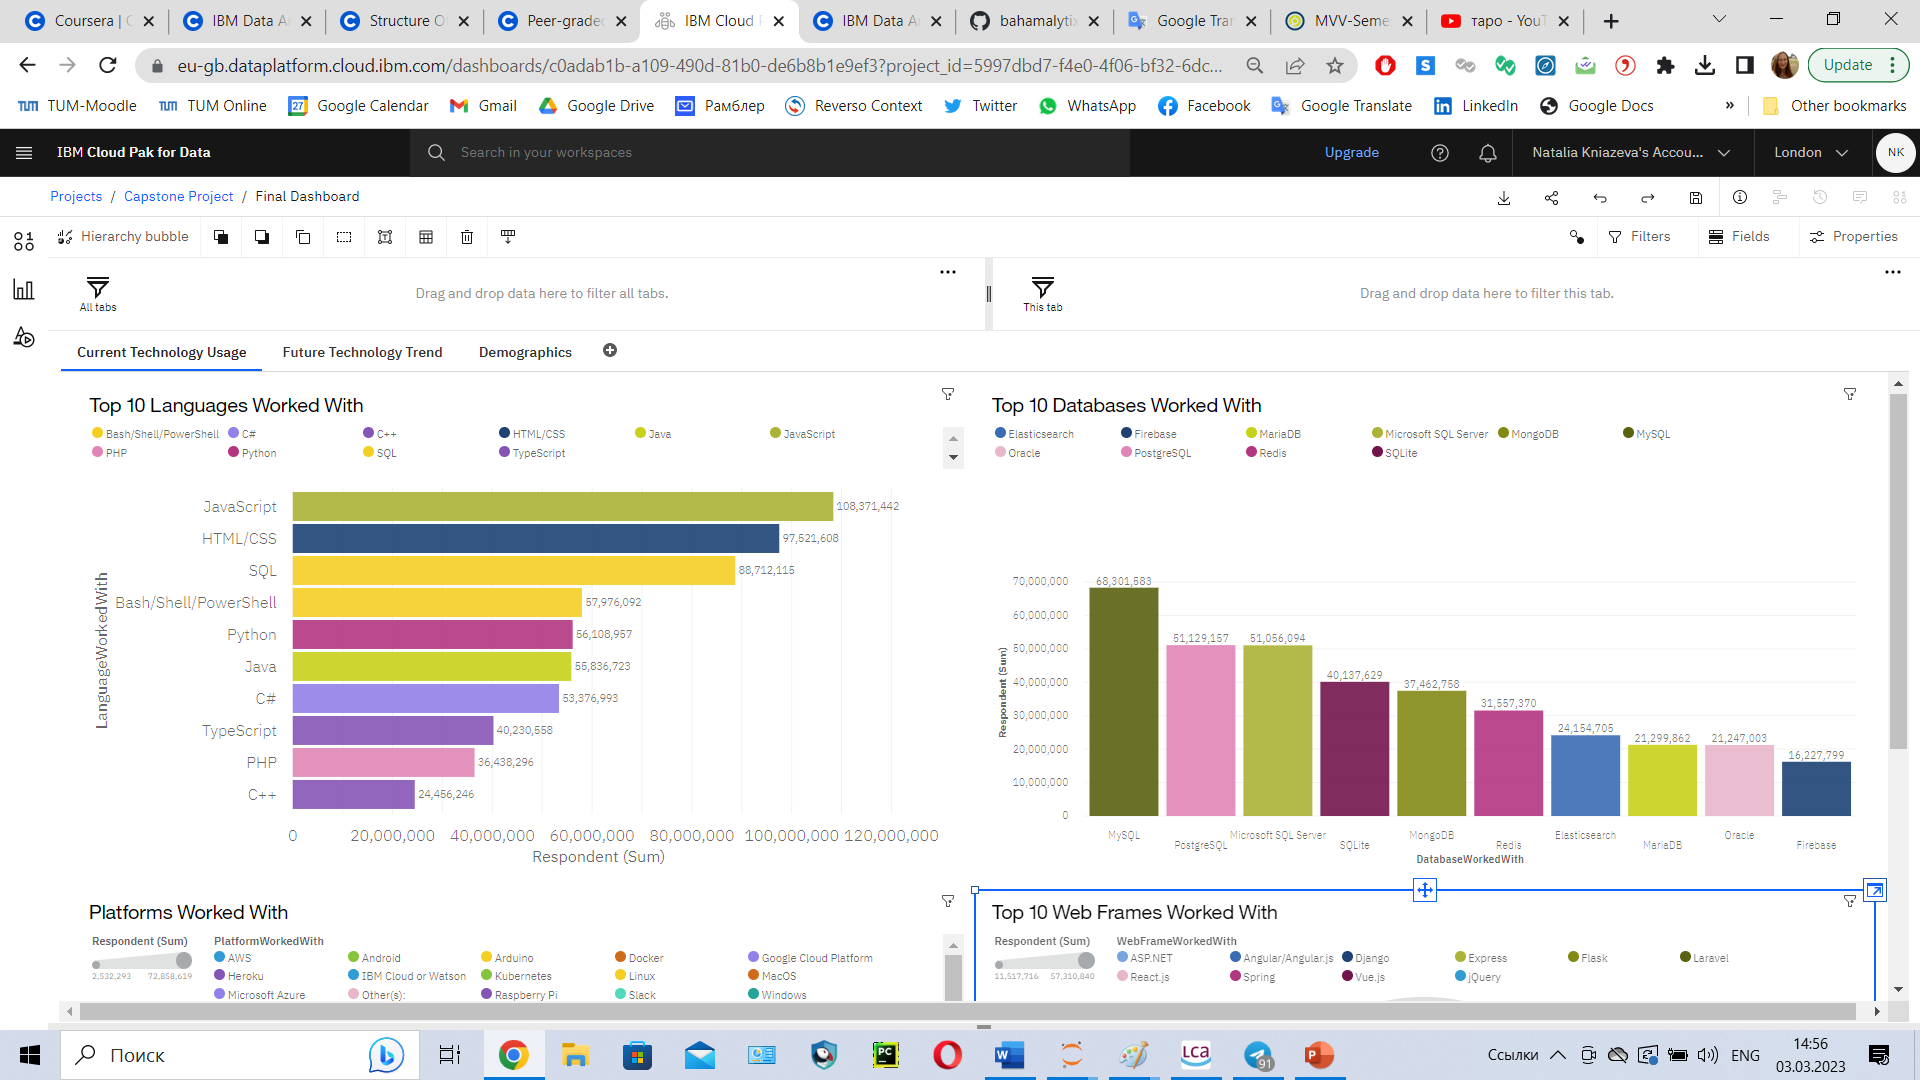 Coursera | C
IBM Data A
Structure O
Peer-grade
IBM Cloud P
IBM Data A
bahamalytix
Google Tran
MVV-Seme
таро - YouT
eu-gb.dataplatform.cloud.ibm.com/dashboards/c0adab1b-a109-490d-81b0-de6b8b1e9ef3?project_id=5997dbd7-f4e0-4f06-bf32-6dc...
Update
TUM-Moodle TUM Online 27 Google Calendar Gmail Google Drive Рамблер Reverso Context Twitter WhatsApp Facebook Google Translate LinkedIn Google Docs » Other bookmarks
IBM Cloud Pak for Data
Search in your workspaces
Upgrade
Natalia Kniazeva's Accou...
London
NK
Projects / Capstone Project / Final Dashboard
Hierarchy bubble
Filters
Fields
Properties
All tabs
Drag and drop data here to filter all tabs.
This tab
Drag and drop data here to filter this tab.
Current Technology Usage
Future Technology Trend
Demographics
Top 10 Languages Worked With
Bash/Shell/PowerShell C# C++ HTML/CSS Java JavaScript
PHP Python SQL TypeScript
LanguageWorkedWith
JavaScript 108,371,442
HTML/CSS 97,521,608
SQL 88,712,115
Bash/Shell/PowerShell 57,976,092
Python 56,108,957
Java 55,836,723
C# 53,376,993
TypeScript 40,230,558
PHP 36,438,296
C++ 24,456,246
0 20,000,000 40,000,000 60,000,000 80,000,000 100,000,000 120,000,000
Respondent (Sum)
Top 10 Databases Worked With
Elasticsearch Firebase MariaDB Microsoft SQL Server MongoDB MySQL
Oracle PostgreSQL Redis SQLite
Respondent (Sum)
70,000,000
60,000,000
50,000,000
40,000,000
30,000,000
20,000,000
10,000,000
0
68,301,583
51,129,157
51,056,094
40,137,629
37,462,758
31,557,370
24,154,705
21,299,862
21,247,003
16,227,799
MySQL
PostgreSQL
Microsoft SQL Server
SQLite
MongoDB
Redis
Elasticsearch
MariaDB
Oracle
Firebase
DatabaseWorkedWith
Platforms Worked With
Respondent (Sum)
2,532,293 72,858,619
PlatformWorkedWith
AWS Android Arduino Docker Google Cloud Platform
Heroku IBM Cloud or Watson Kubernetes Linux MacOS
Microsoft Azure Other(s): Raspberry Pi Slack Windows
Top 10 Web Frames Worked With
Respondent (Sum)
11,517,716 57,310,840
WebFrameWorkedWith
ASP.NET Angular/Angular.js Django Express Flask Laravel
React.js Spring Vue.js jQuery
Поиск
PC
LCA
91
Ссылки
ENG
14:56
03.03.2023